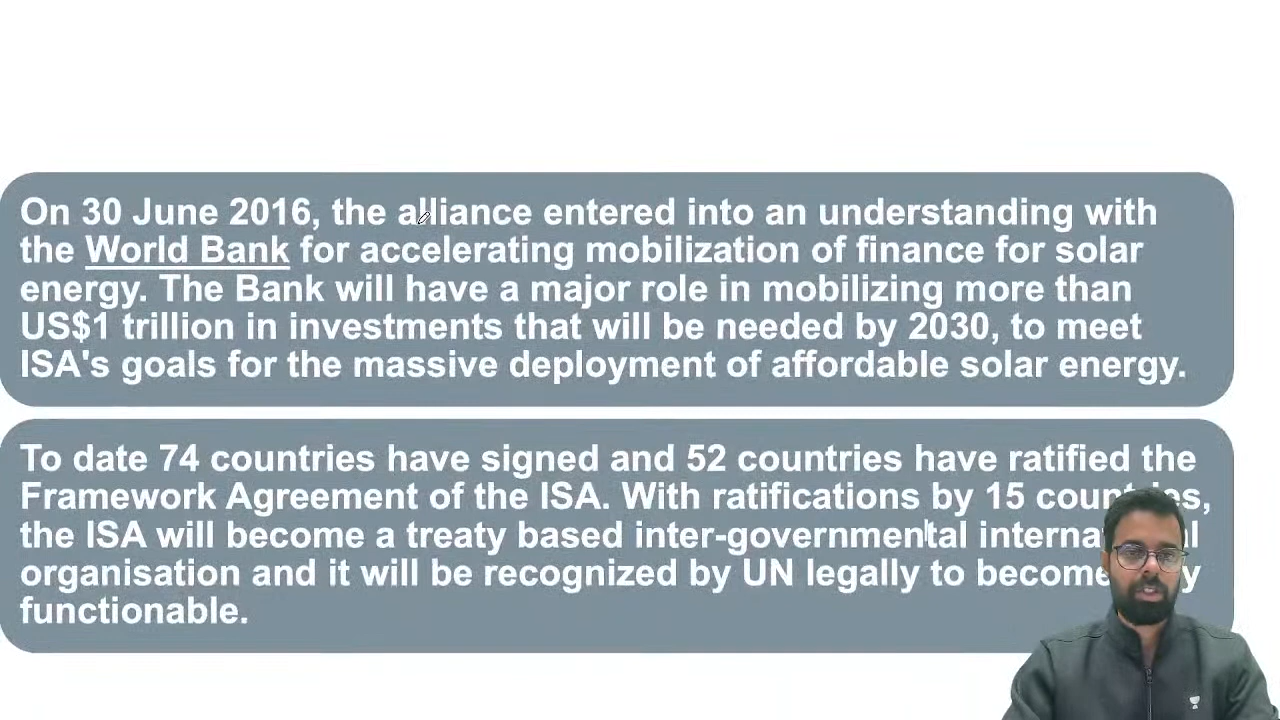 On 30 June 2016, the alliance entered into an understanding with
the World Bank for accelerating mobilization of finance for solar
energy. The Bank will have a major role in mobilizing more than
US$1 trillion in investments that will be needed by 2030, to meet
ISA's goals for the massive deployment of affordable solar energy.
To date 74 countries have signed and 52 countries have ratified the
Framework Agreement of the ISA. With ratifications by 15 countries,
the ISA will become a treaty based inter-governmental international
organisation and it will be recognized by UN legally to become
functionable.